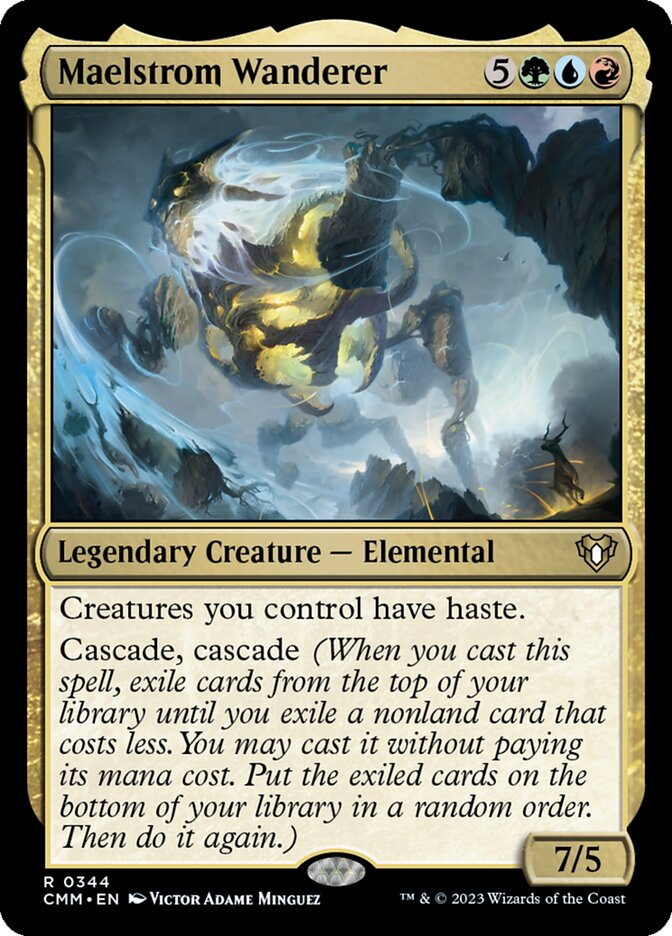 Maelstrom Wanderer 5
Legendary Creature — Elemental
Creatures you control have haste.
Cascade, cascade (When you cast this
spell, exile cards from the top of your
library until you exile a nonland card that
costs less. You may cast it without paying
its mana cost. Put the exiled cards on the
bottom of your library in a random order.
Then do it again.)
7/5
R 0344
CMM • EN Victor Adame Minguez
™ & © 2023 Wizards of the Coast